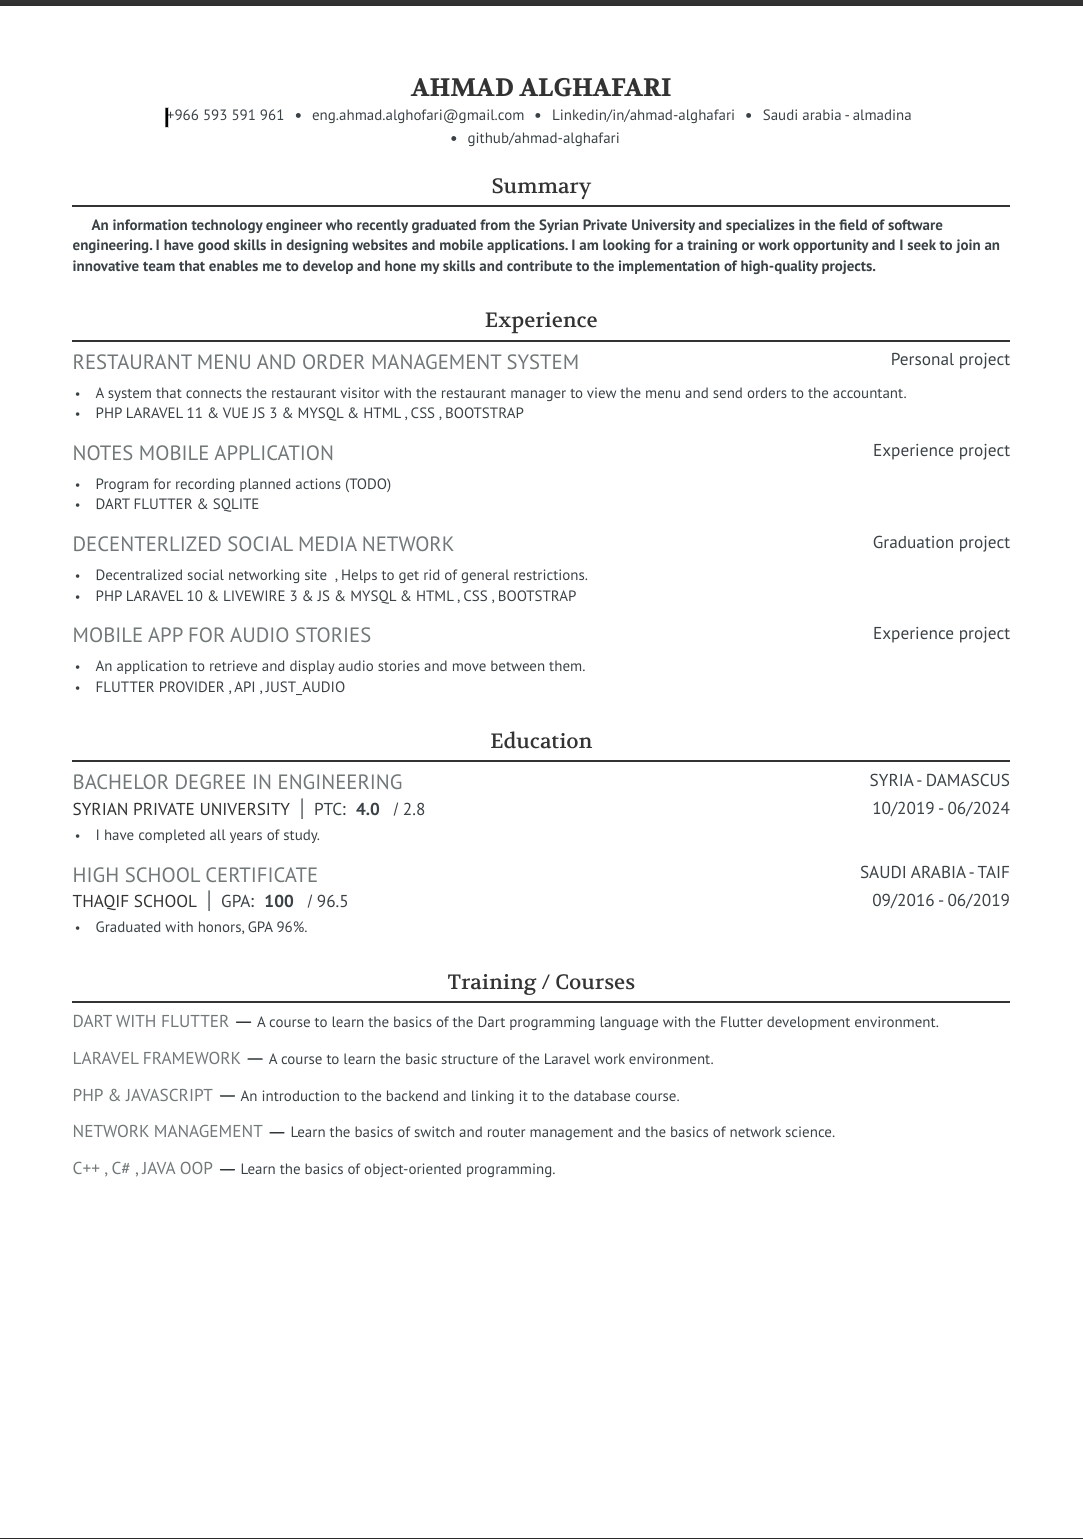 AHMAD ALGHAFARI
+966 593 591 961 • eng.ahmad.alghofari@gmail.com • Linkedin/in/ahmad-alghafari • Saudi arabia - almadina
• github/ahmad-alghafari
Summary
An information technology engineer who recently graduated from the Syrian Private University and specializes in the field of software
engineering. I have good skills in designing websites and mobile applications. I am looking for a training or work opportunity and I seek to join an
innovative team that enables me to develop and hone my skills and contribute to the implementation of high-quality projects.
Experience
RESTAURANT MENU AND ORDER MANAGEMENT SYSTEM Personal project
• A system that connects the restaurant visitor with the restaurant manager to view the menu and send orders to the accountant.
• PHP LARAVEL 11 & VUE JS 3 & MYSQL & HTML , CSS , BOOTSTRAP
NOTES MOBILE APPLICATION Experience project
• Program for recording planned actions (TODO)
• DART FLUTTER & SQLITE
DECENTERLIZED SOCIAL MEDIA NETWORK Graduation project
• Decentralized social networking site , Helps to get rid of general restrictions.
• PHP LARAVEL 10 & LIVEWIRE 3 & JS & MYSQL & HTML , CSS , BOOTSTRAP
MOBILE APP FOR AUDIO STORIES Experience project
• An application to retrieve and display audio stories and move between them.
• FLUTTER PROVIDER , API , JUST_AUDIO
Education
BACHELOR DEGREE IN ENGINEERING SYRIA - DAMASCUS
SYRIAN PRIVATE UNIVERSITY | PTC: 4.0 / 2.8 10/2019 - 06/2024
• I have completed all years of study.
HIGH SCHOOL CERTIFICATE SAUDI ARABIA - TAIF
THAQIF SCHOOL | GPA: 100 / 96.5 09/2016 - 06/2019
• Graduated with honors, GPA 96%.
Training / Courses
DART WITH FLUTTER — A course to learn the basics of the Dart programming language with the Flutter development environment.
LARAVEL FRAMEWORK — A course to learn the basic structure of the Laravel work environment.
PHP & JAVASCRIPT — An introduction to the backend and linking it to the database course.
NETWORK MANAGEMENT — Learn the basics of switch and router management and the basics of network science.
C++ , C# , JAVA OOP — Learn the basics of object-oriented programming.